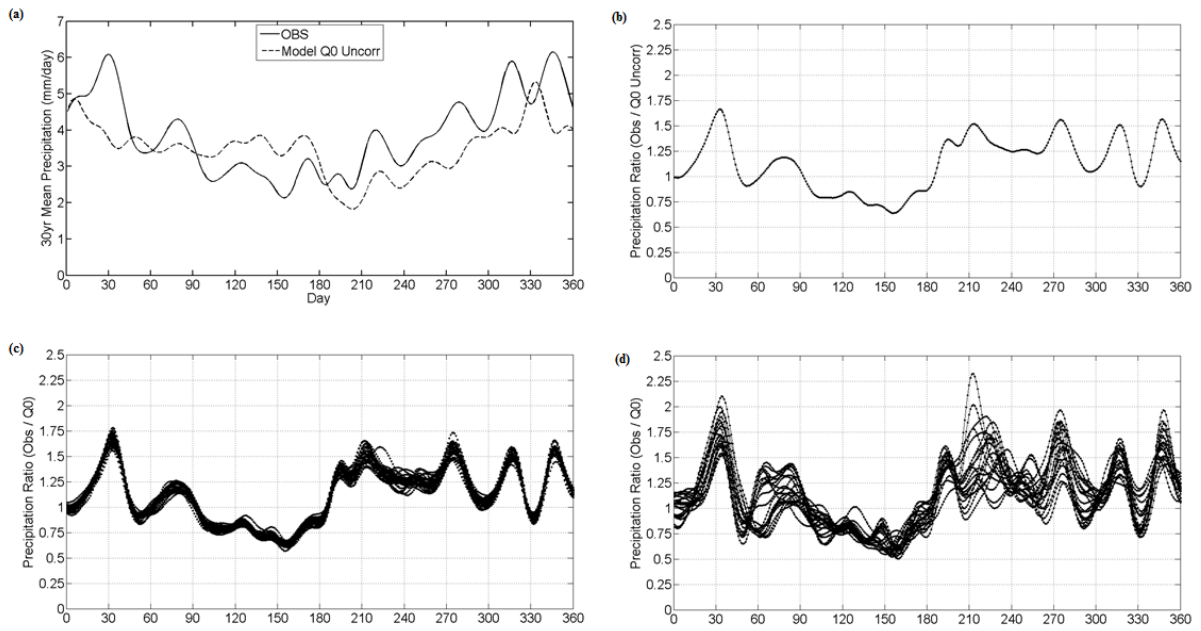 (a)
30yr Mean Precipitation (mm/day)
7
6
5
4
3
2
1
0
OBS
Model Q0 Uncorr
0 30 60 90 120 150 180 210 240 270 300 330 360
Day
(b)
Precipitation Ratio (Obs / Q0 Uncorr)
2.5
2.25
2
1.75
1.5
1.25
1
0.75
0.5
0.25
0
0 30 60 90 120 150 180 210 240 270 300 330 360
(c)
Precipitation Ratio (Obs / Q0)
2.5
2.25
2
1.75
1.5
1.25
1
0.75
0.5
0.25
0
0 30 60 90 120 150 180 210 240 270 300 330 360
(d)
Precipitation Ratio (Obs / Q0)
2.5
2.25
2
1.75
1.5
1.25
1
0.75
0.5
0.25
0
0 30 60 90 120 150 180 210 240 270 300 330 360